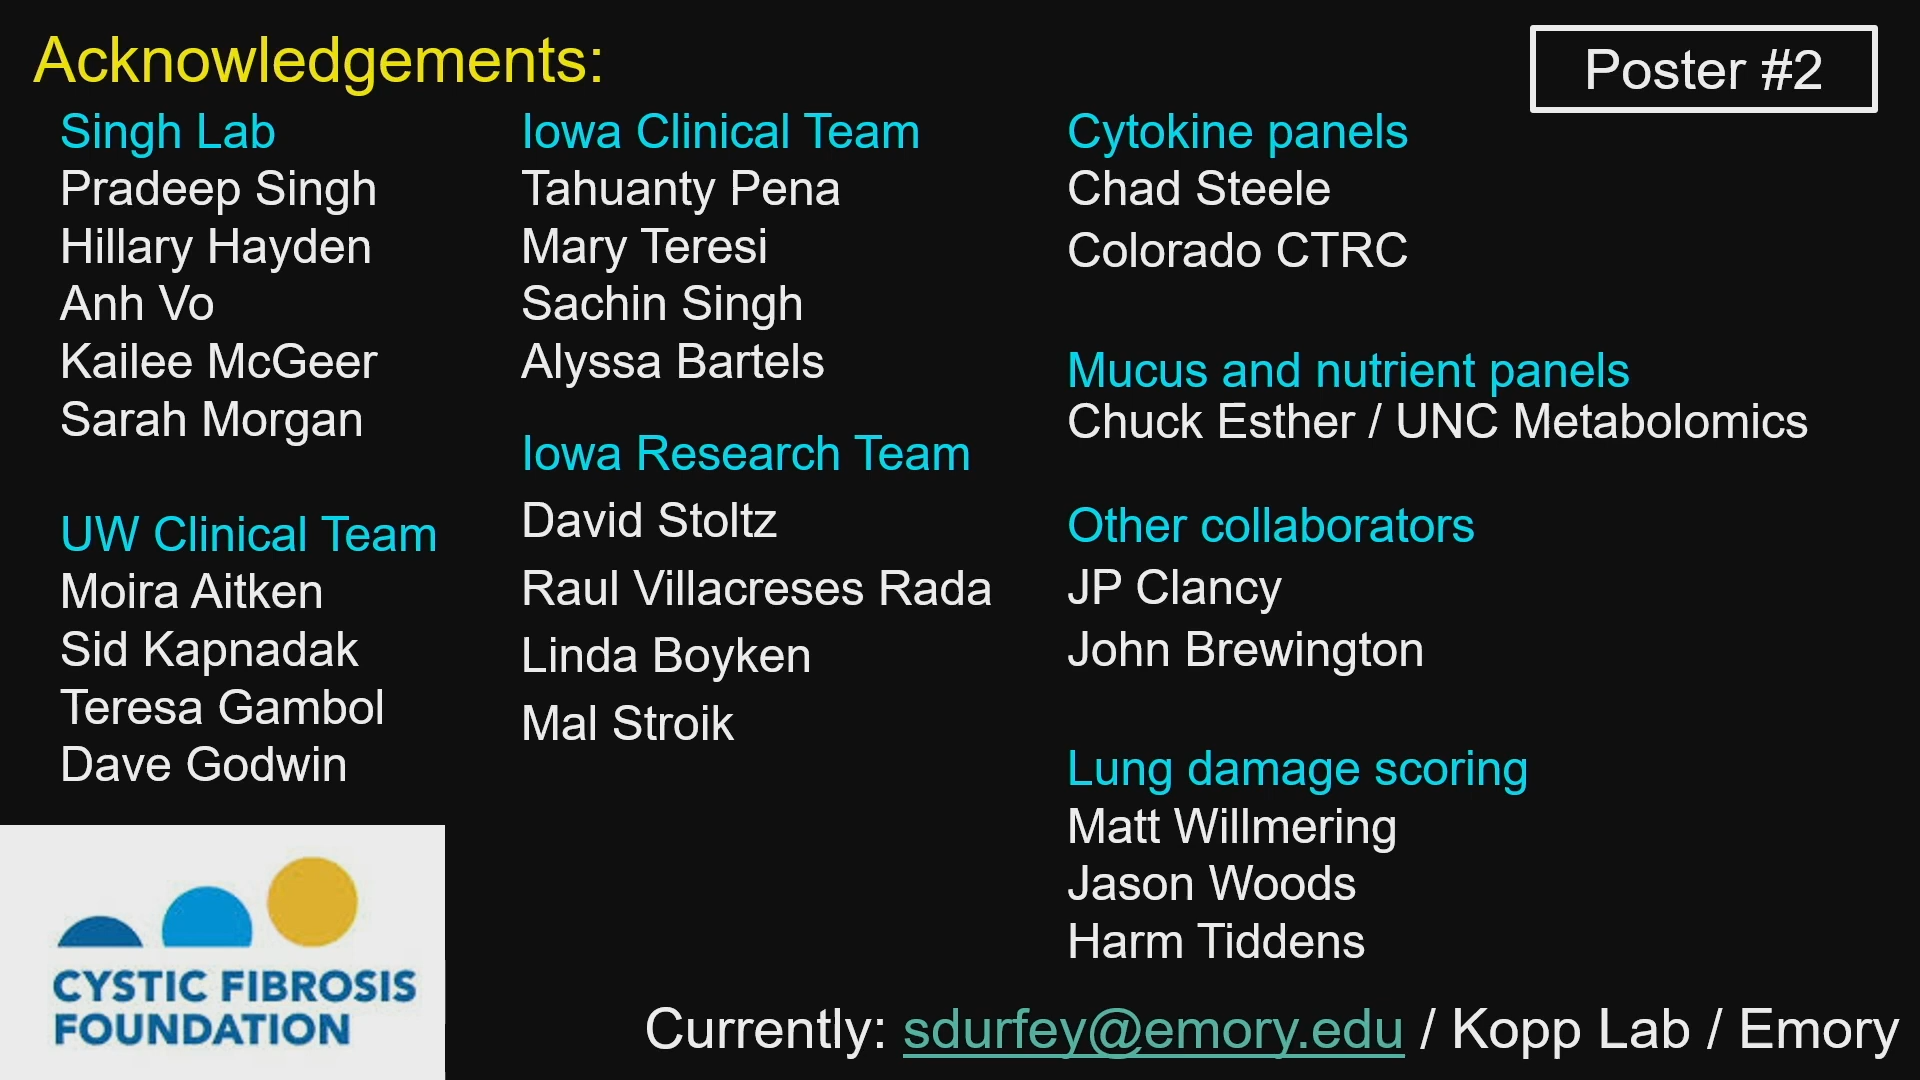 Acknowledgements:
Poster #2
Singh Lab
Pradeep Singh
Hillary Hayden
Anh Vo
Kailee McGeer
Sarah Morgan
UW Clinical Team
Moira Aitken
Sid Kapnadak
Teresa Gambol
Dave Godwin
Iowa Clinical Team
Tahuanty Pena
Mary Teresi
Sachin Singh
Alyssa Bartels
Iowa Research Team
David Stoltz
Raul Villacreses Rada
Linda Boyken
Mal Stroik
Cytokine panels
Chad Steele
Colorado CTRC
Mucus and nutrient panels
Chuck Esther / UNC Metabolomics
Other collaborators
JP Clancy
John Brewington
Lung damage scoring
Matt Willmering
Jason Woods
Harm Tiddens
CYSTIC FIBROSIS
FOUNDATION
Currently: sdurfey@emory.edu / Kopp Lab / Emory